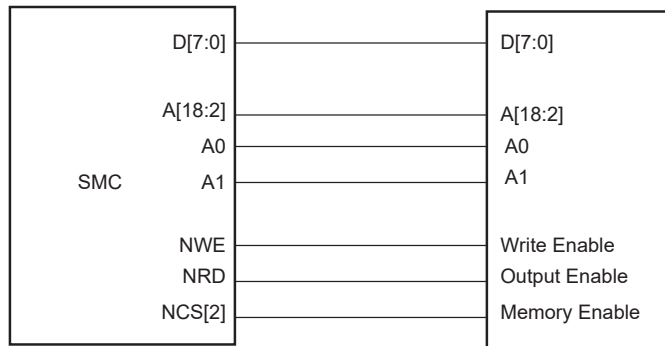 D[7:0] D[7:0]
A[18:2] A[18:2]
A0 A0
SMC A1 A1
NWE Write Enable
NRD Output Enable
NCS[2] Memory Enable